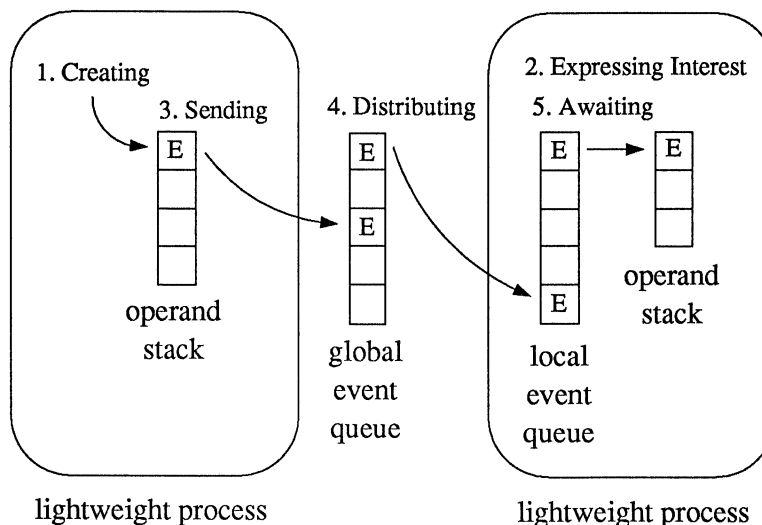 1. Creating
3. Sending
E
operand
stack
lightweight process
4. Distributing
E
E
global
event
queue
2. Expressing Interest
5. Awaiting
E
E
E
local
event
queue
operand
stack
lightweight process